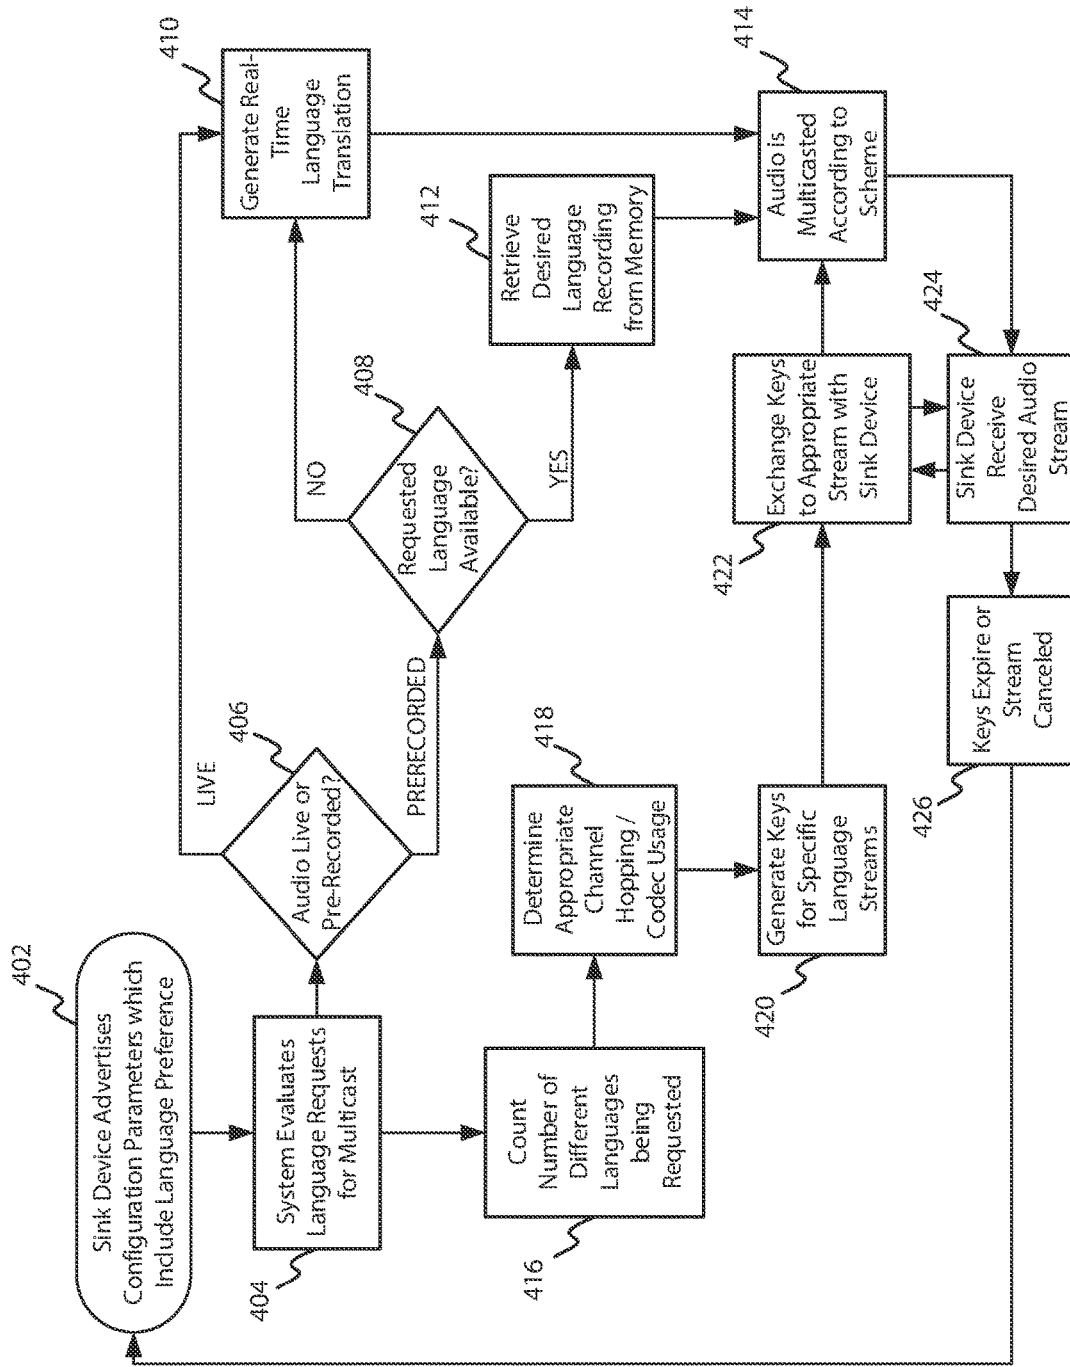 402
Sink Device Advertises
Configuration Parameters which
Include Language Preference
404
System Evaluates
Language Requests
for Multicast
406
Audio Live or
Pre-Recorded?
LIVE
PRERECORDED
408
Requested
Language
Available?
NO
YES
410
Generate Real-
Time
Language
Translation
412
Retrieve
Desired
Language
Recording
from Memory
414
Audio is
Multicasted
According to
Scheme
416
Count
Number of
Different
Languages
being
Requested
418
Determine
Appropriate
Channel
Hopping /
Codec Usage
420
Generate Keys
for Specific
Language
Streams
422
Exchange Keys
to Appropriate
Stream with
Sink Device
424
Sink Device
Receive
Desired Audio
Stream
426
Keys Expire or
Stream
Canceled